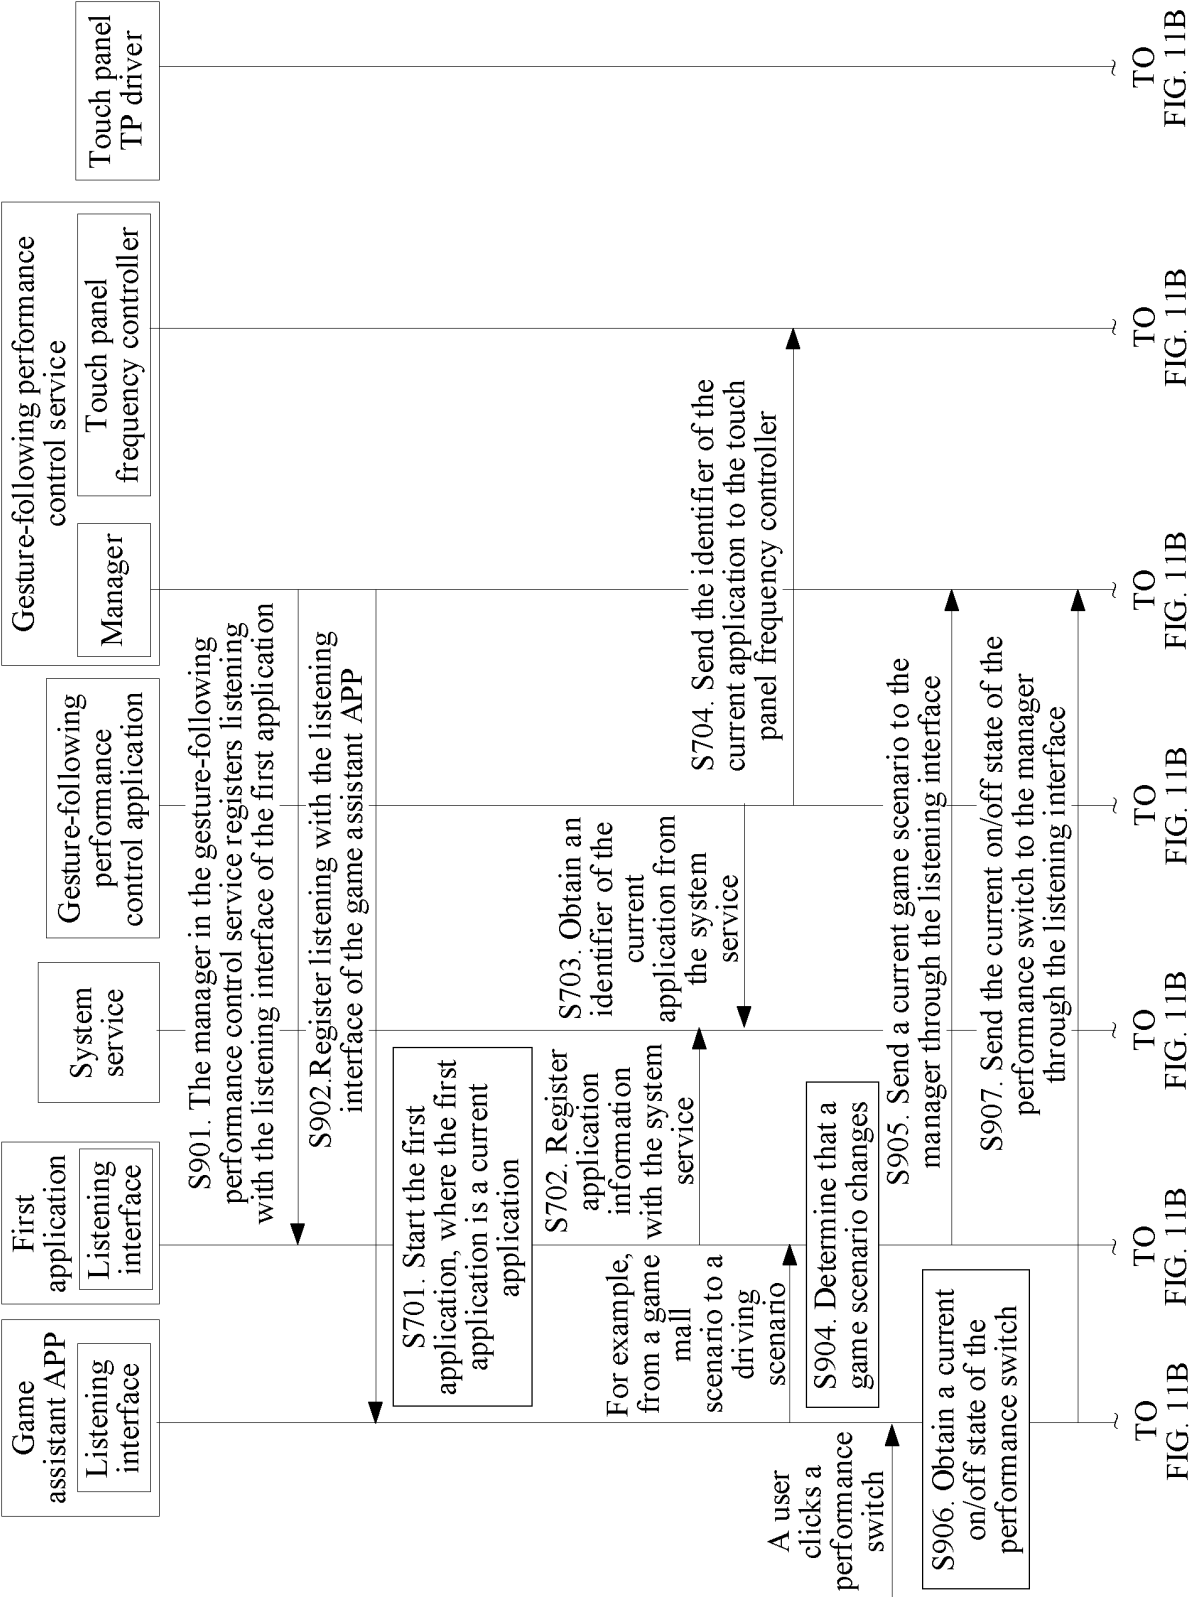 Game
assistant APP
Listening
interface
First
application
Listening
interface
System
service
Gesture-following
performance
control application
Gesture-following performance
control service
Manager
Touch panel
frequency controller
Touch panel
TP driver
S901. The manager in the gesture-following
performance control service registers listening
with the listening interface of the first application
S902.Register listening with the listening
interface of the game assistant APP
S701. Start the first
application, where the first
application is a current
application
S702. Register
application
information
with the system
service
S703. Obtain an
identifier of the
current
application from
the system
service
S704. Send the identifier of the
current application to the touch
panel frequency controller
For example,
from a game
mall
scenario to a
driving
scenario
S904. Determine that a
game scenario changes
A user
clicks a
performance
switch
S905. Send a current game scenario to the
manager through the listening interface
S906. Obtain a current
on/off state of the
performance switch
S907. Send the current on/off state of the
performance switch to the manager
through the listening interface
TO
FIG. 11B
TO
FIG. 11B
TO
FIG. 11B
TO
FIG. 11B
TO
FIG. 11B
TO
FIG. 11B
TO
FIG. 11B